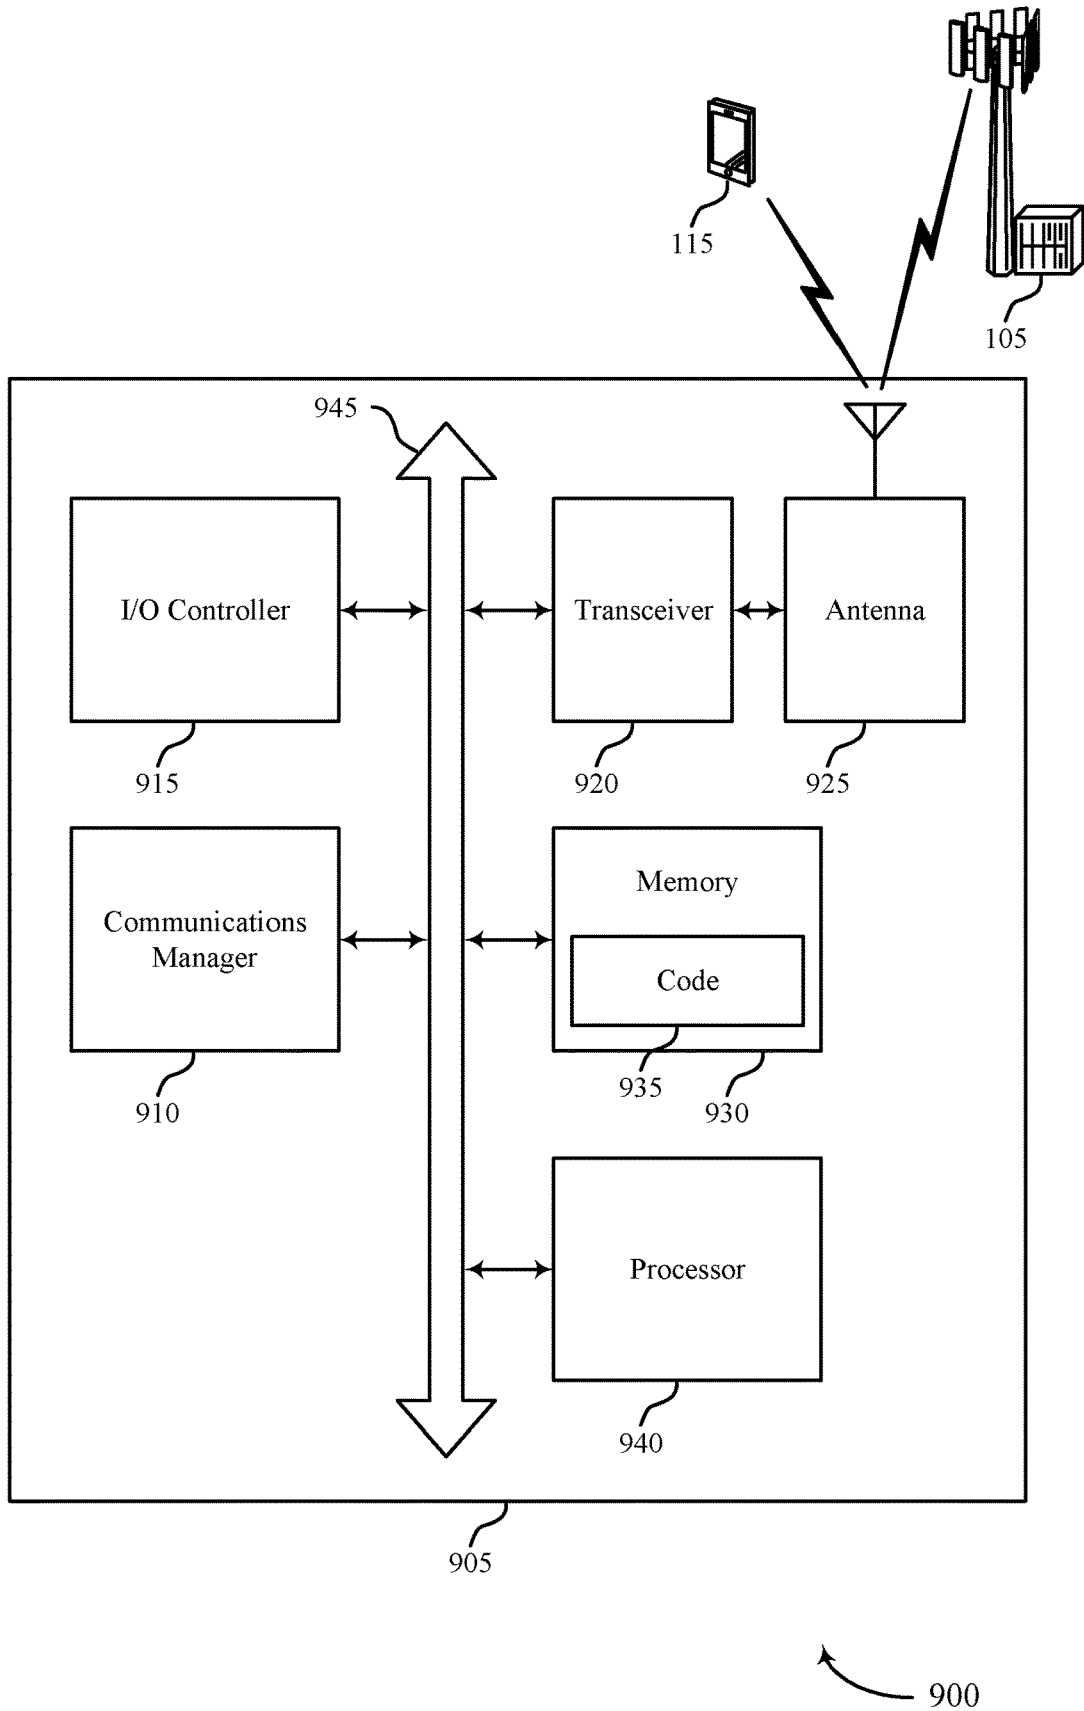 115
105
945
I/O Controller
Transceiver
Antenna
915
920
925
Communications
Manager
Memory
Code
935
930
910
Processor
940
905
900